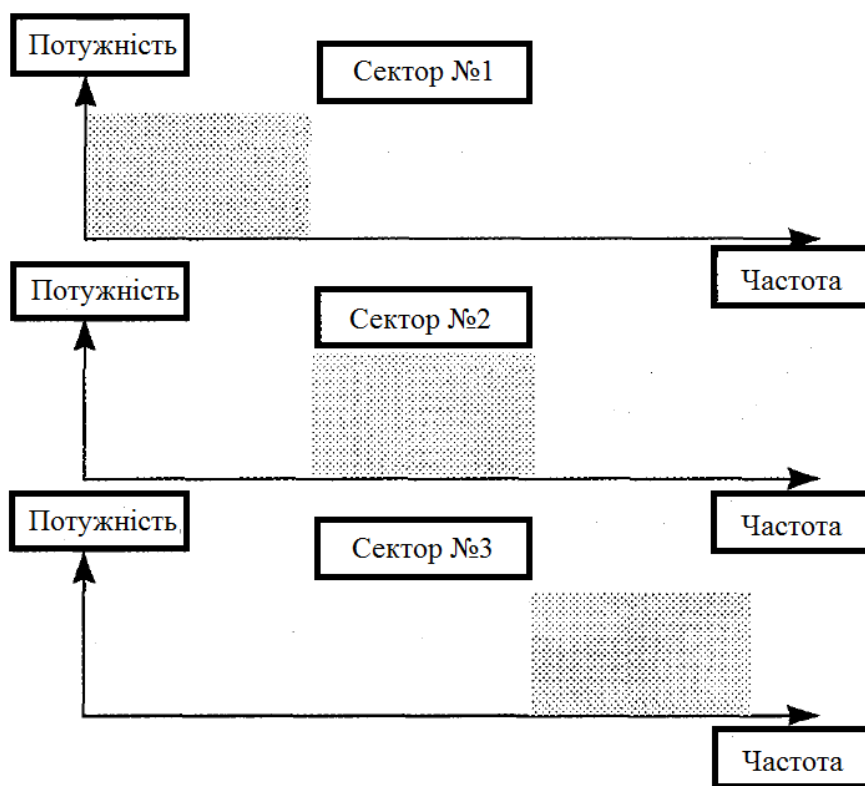 Потужність
Сектор №1
Частота
Потужність
Сектор №2
Частота
Потужність
Сектор №3
Частота